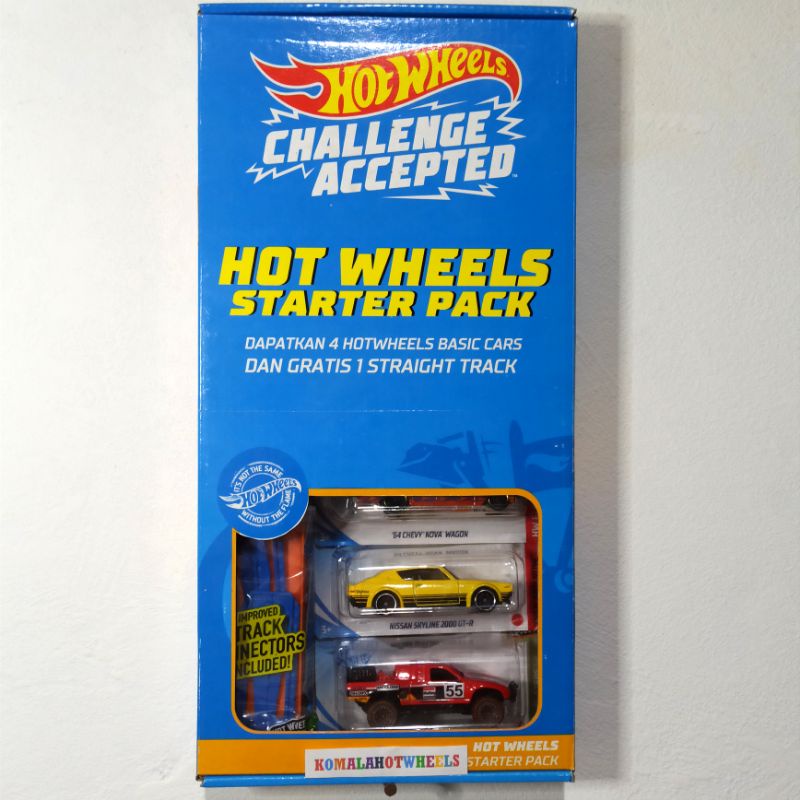 HOT WHEELS
CHALLENGE
ACCEPTED™
HOT WHEELS
STARTER PACK
DAPATKAN 4 HOTWHEELS BASIC CARS
DAN GRATIS 1 STRAIGHT TRACK
IT'S NOT THE SAME
HOT WHEELS
WITHOUT THE FLAME
'64 CHEVY NOVA WAGON
NISSAN SKYLINE 2000 GT-R
IMPROVED
TRACK
NECTORS
NCLUDED!
55
HOT WHEELS
STARTER PACK
KOMALAHOTWHEELS